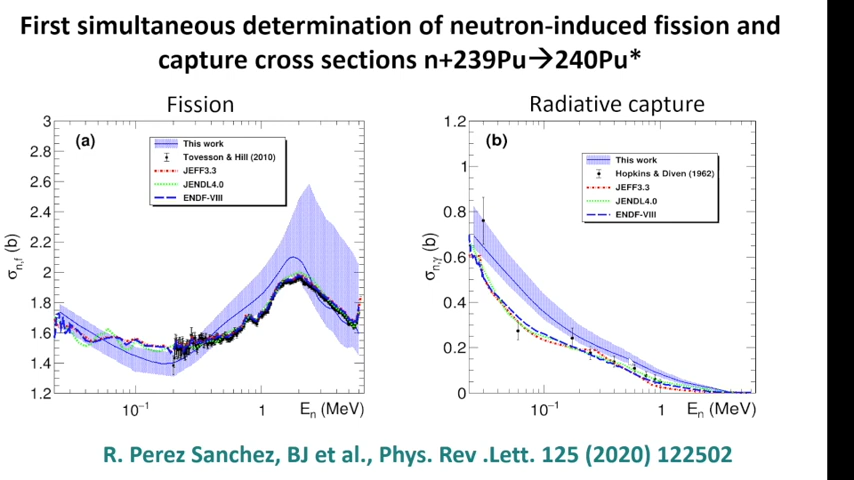 First simultaneous determination of neutron-induced fission and
capture cross sections n+239Pu→240Pu*
Fission
Radiative capture
(a)
This work
Tovesson & Hill (2010)
JEFF3.3
JENDL4.0
ENDF-VIII
σn,f (b)
3
2.8
2.6
2.4
2.2
2
1.8
1.6
1.4
1.2
10⁻¹
1
En (MeV)
(b)
This work
Hopkins & Diven (1962)
JEFF3.3
JENDL4.0
ENDF-VIII
σn,γ (b)
1.2
1
0.8
0.6
0.4
0.2
0
10⁻¹
1
En (MeV)
R. Perez Sanchez, BJ et al., Phys. Rev .Lett. 125 (2020) 122502